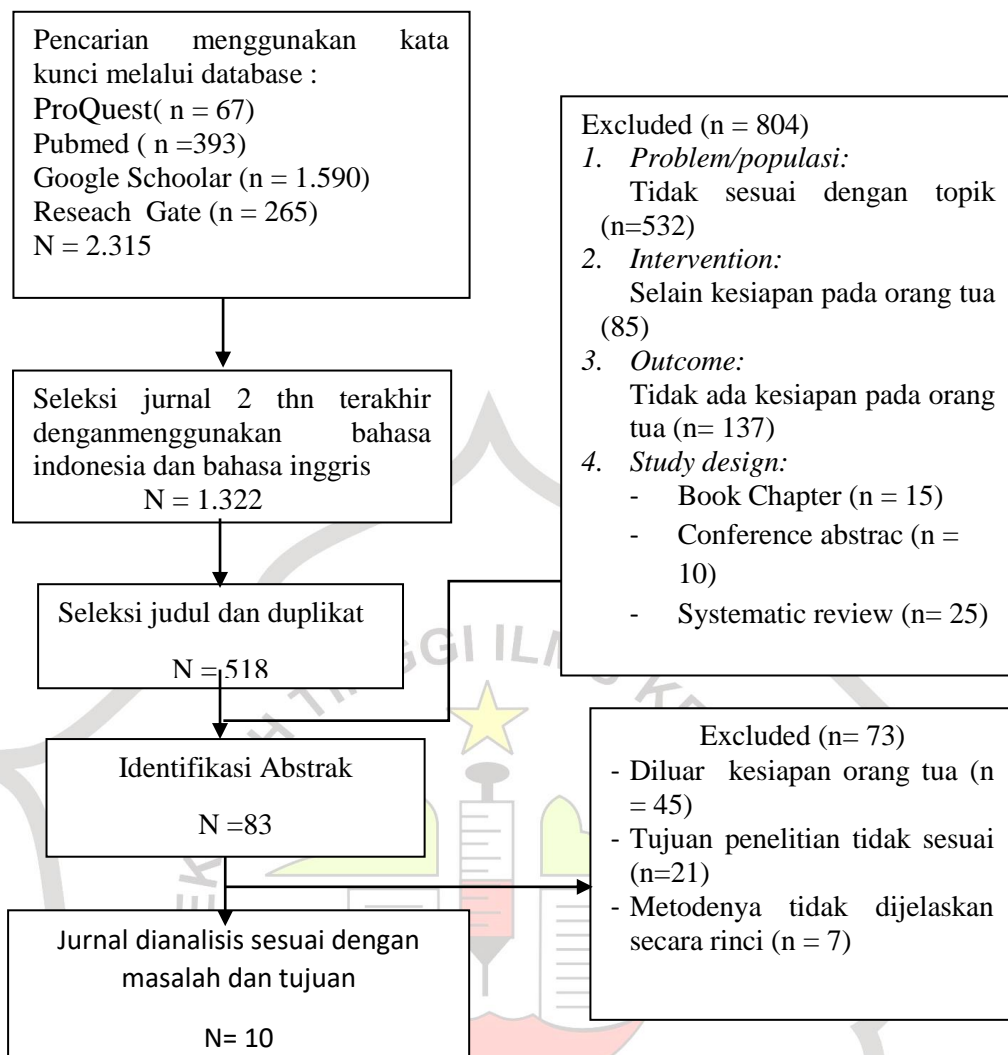 Pencarian menggunakan kata
kunci melalui database :
ProQuest( n = 67)
Pubmed ( n =393)
Google Schoolar (n = 1.590)
Reseach Gate (n = 265)
N = 2.315
Seleksi jurnal 2 thn terakhir
denganmenggunakan bahasa
indonesia dan bahasa inggris
N = 1.322
Seleksi judul dan duplikat
N = 518
Identifikasi Abstrak
N =83
Jurnal dianalisis sesuai dengan
masalah dan tujuan
N= 10
Excluded (n = 804)
1. Problem/populasi:
Tidak sesuai dengan topik
(n=532)
2. Intervention:
Selain kesiapan pada orang tua
(85)
3. Outcome:
Tidak ada kesiapan pada orang
tua (n= 137)
4. Study design:
- Book Chapter (n = 15)
- Conference abstrac (n =
10)
- Systematic review (n= 25)
Excluded (n= 73)
- Diluar kesiapan orang tua (n
= 45)
- Tujuan penelitian tidak sesuai
(n=21)
- Metodenya tidak dijelaskan
secara rinci (n = 7)